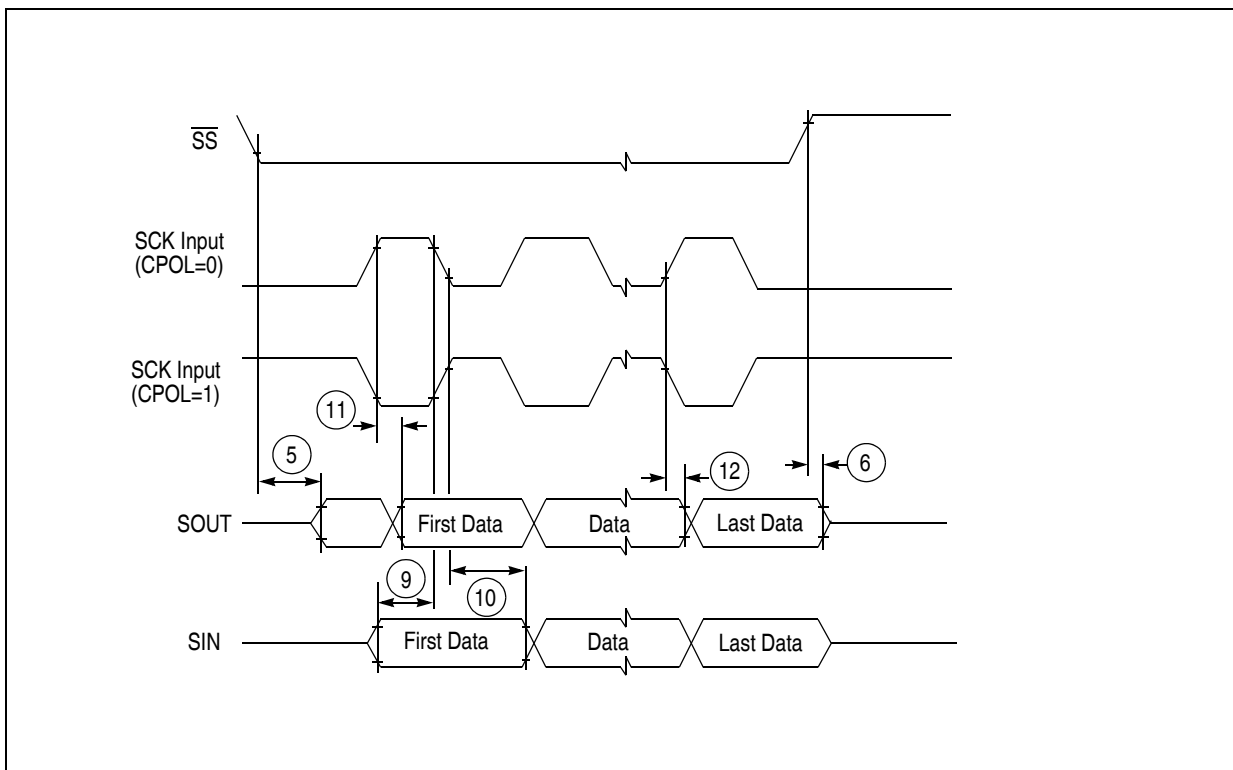 SS
SCK Input
(CPOL=0)
SCK Input
(CPOL=1)
11
5
12
6
SOUT
First Data
Data
Last Data
9
10
SIN
First Data
Data
Last Data